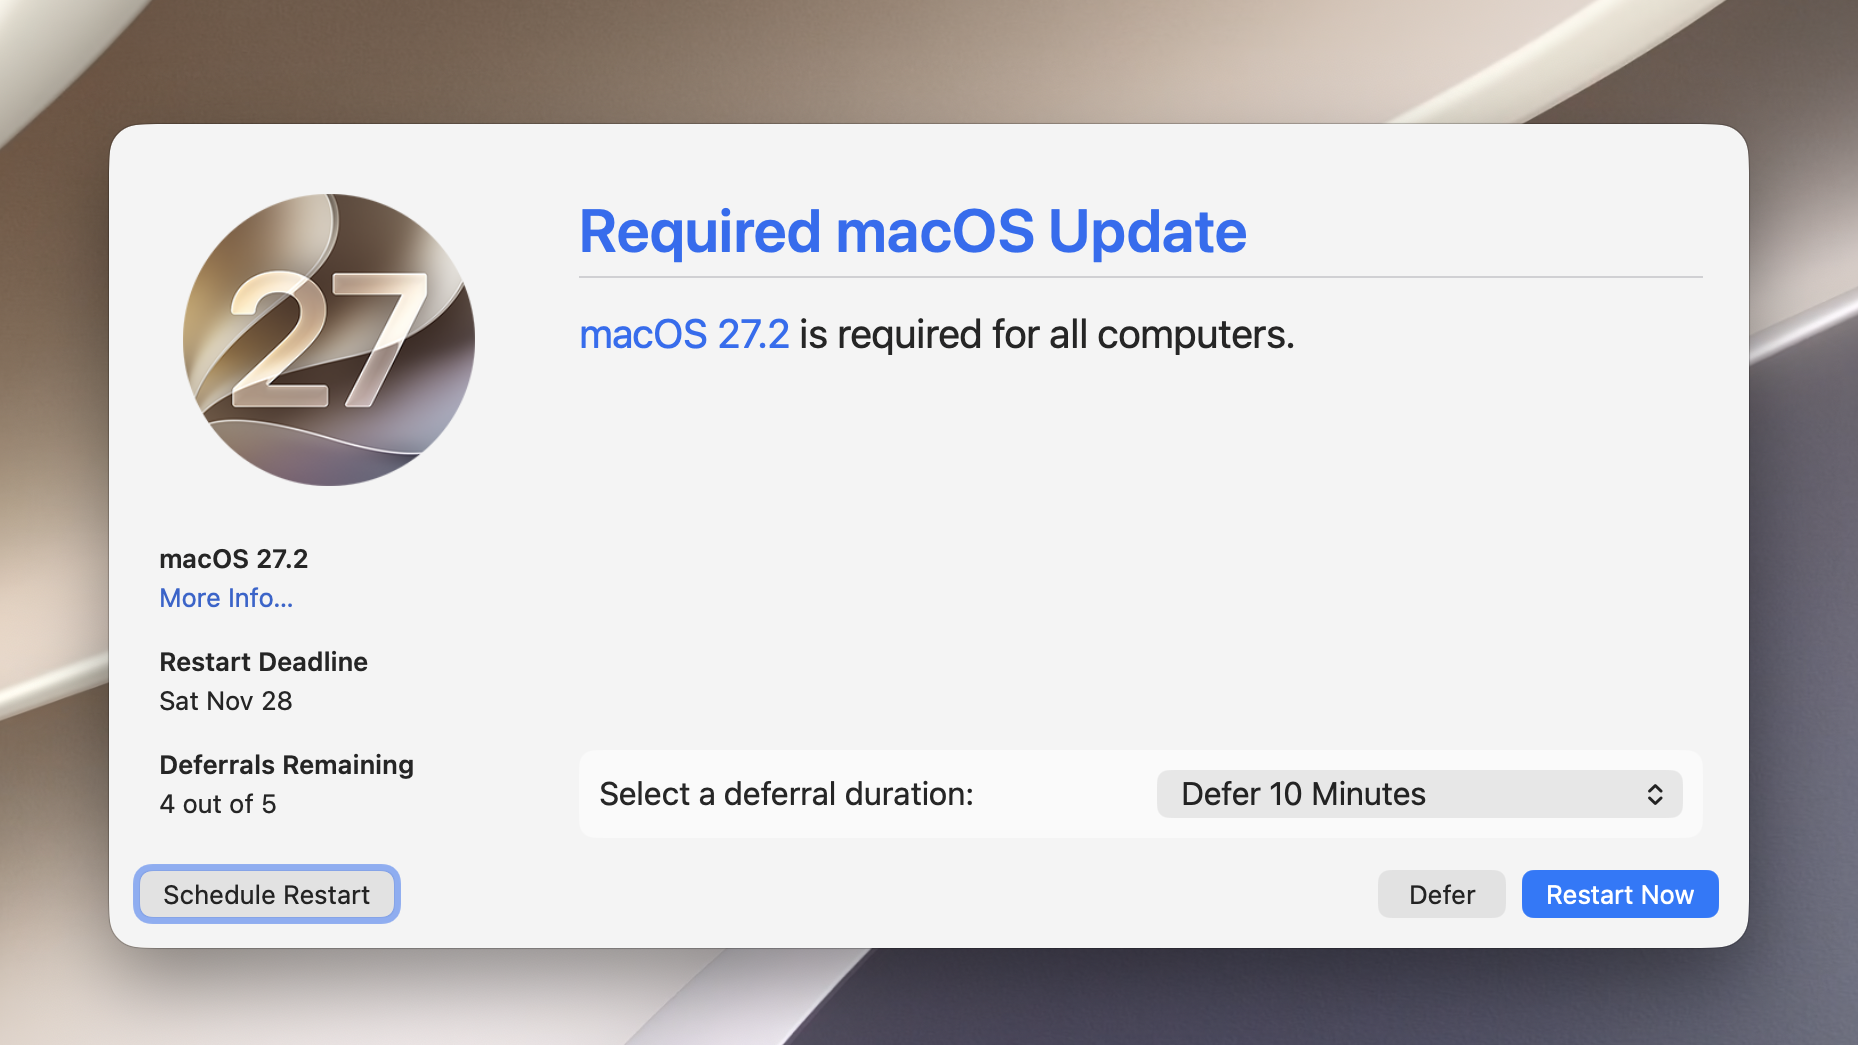 27
Required macOS Update
macOS 27.2 is required for all computers.
macOS 27.2
More Info...
Restart Deadline
Sat Nov 28
Deferrals Remaining
4 out of 5
Select a deferral duration:
Defer 10 Minutes
Schedule Restart
Defer
Restart Now